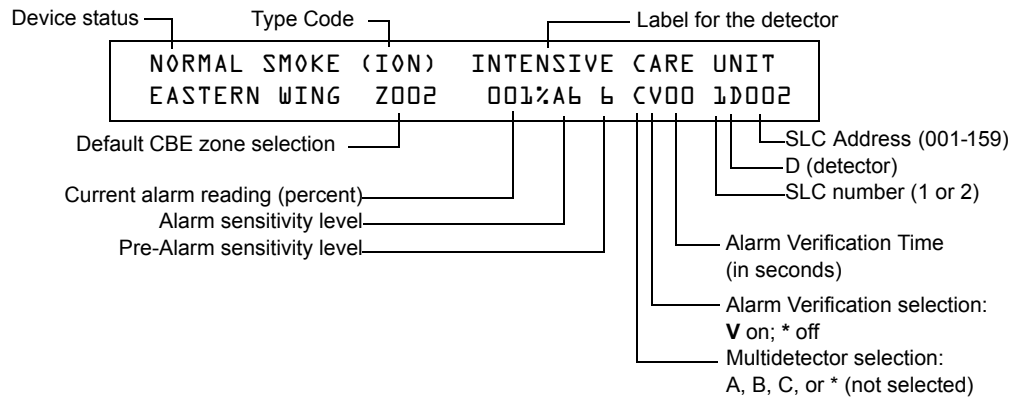 Device status
Type Code
Label for the detector
NORMAL SMOKE (ION) INTENSIVE CARE UNIT
EASTERN WING Z002 001%A6 6 CV00 1D002
Default CBE zone selection
SLC Address (001-159)
D (detector)
SLC number (1 or 2)
Current alarm reading (percent)
Alarm sensitivity level
Pre-Alarm sensitivity level
Alarm Verification Time
(in seconds)
Alarm Verification selection:
V on; * off
Multidetector selection:
A, B, C, or * (not selected)